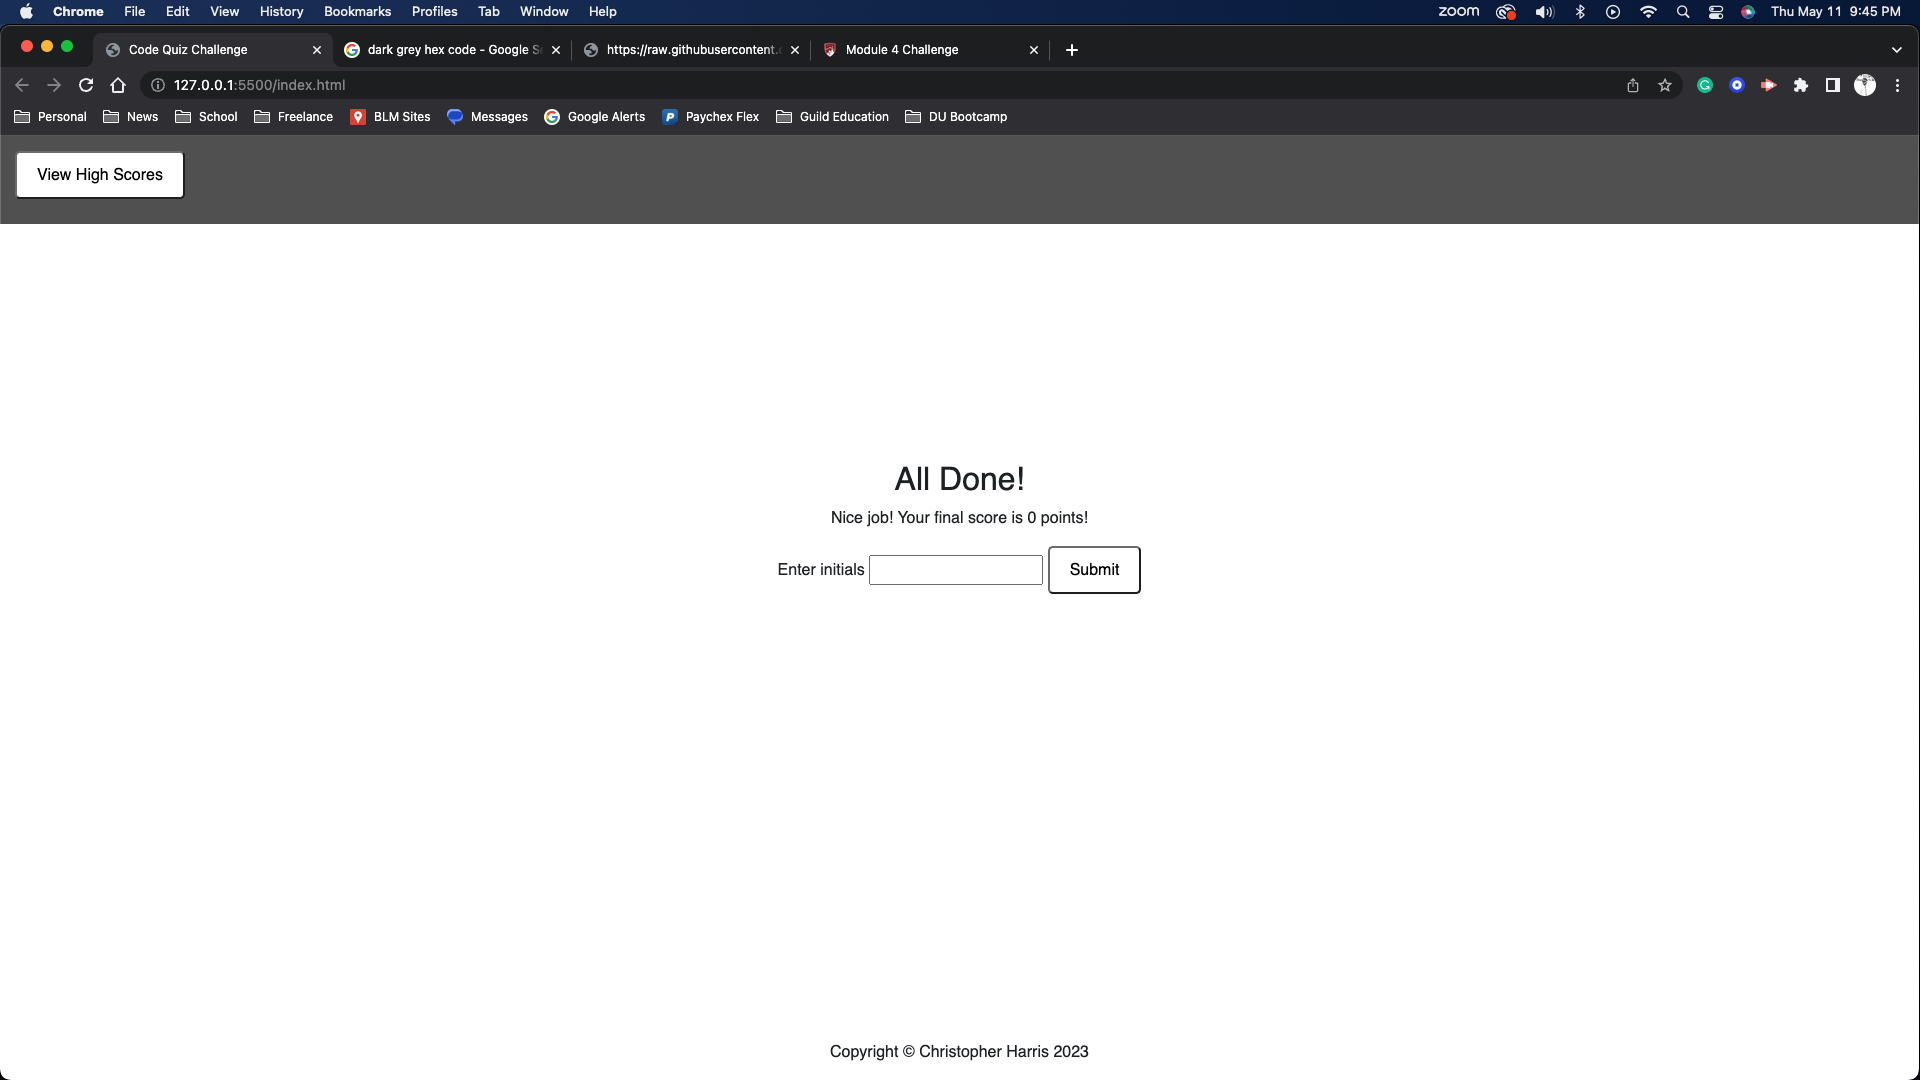 Chrome File Edit View History Bookmarks Profiles Tab Window Help zoom Thu May 11 9:45 PM
Code Quiz Challenge dark grey hex code - Google Se https://raw.githubusercontent. Module 4 Challenge
127.0.0.1:5500/index.html
Personal News School Freelance BLM Sites Messages Google Alerts Paychex Flex Guild Education DU Bootcamp
View High Scores
All Done!
Nice job! Your final score is 0 points!
Enter initials Submit
Copyright © Christopher Harris 2023